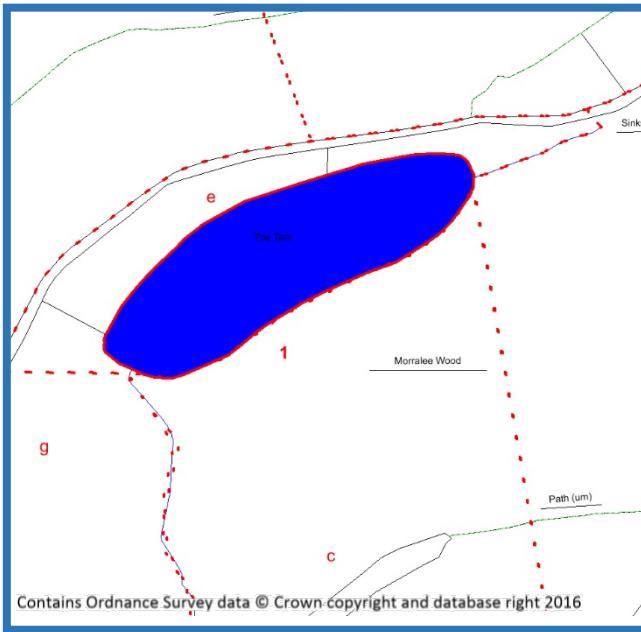 Sink
e
The Tarn
1
Morralee Wood
g
Path (um)
c
Contains Ordnance Survey data © Crown copyright and database right 2016